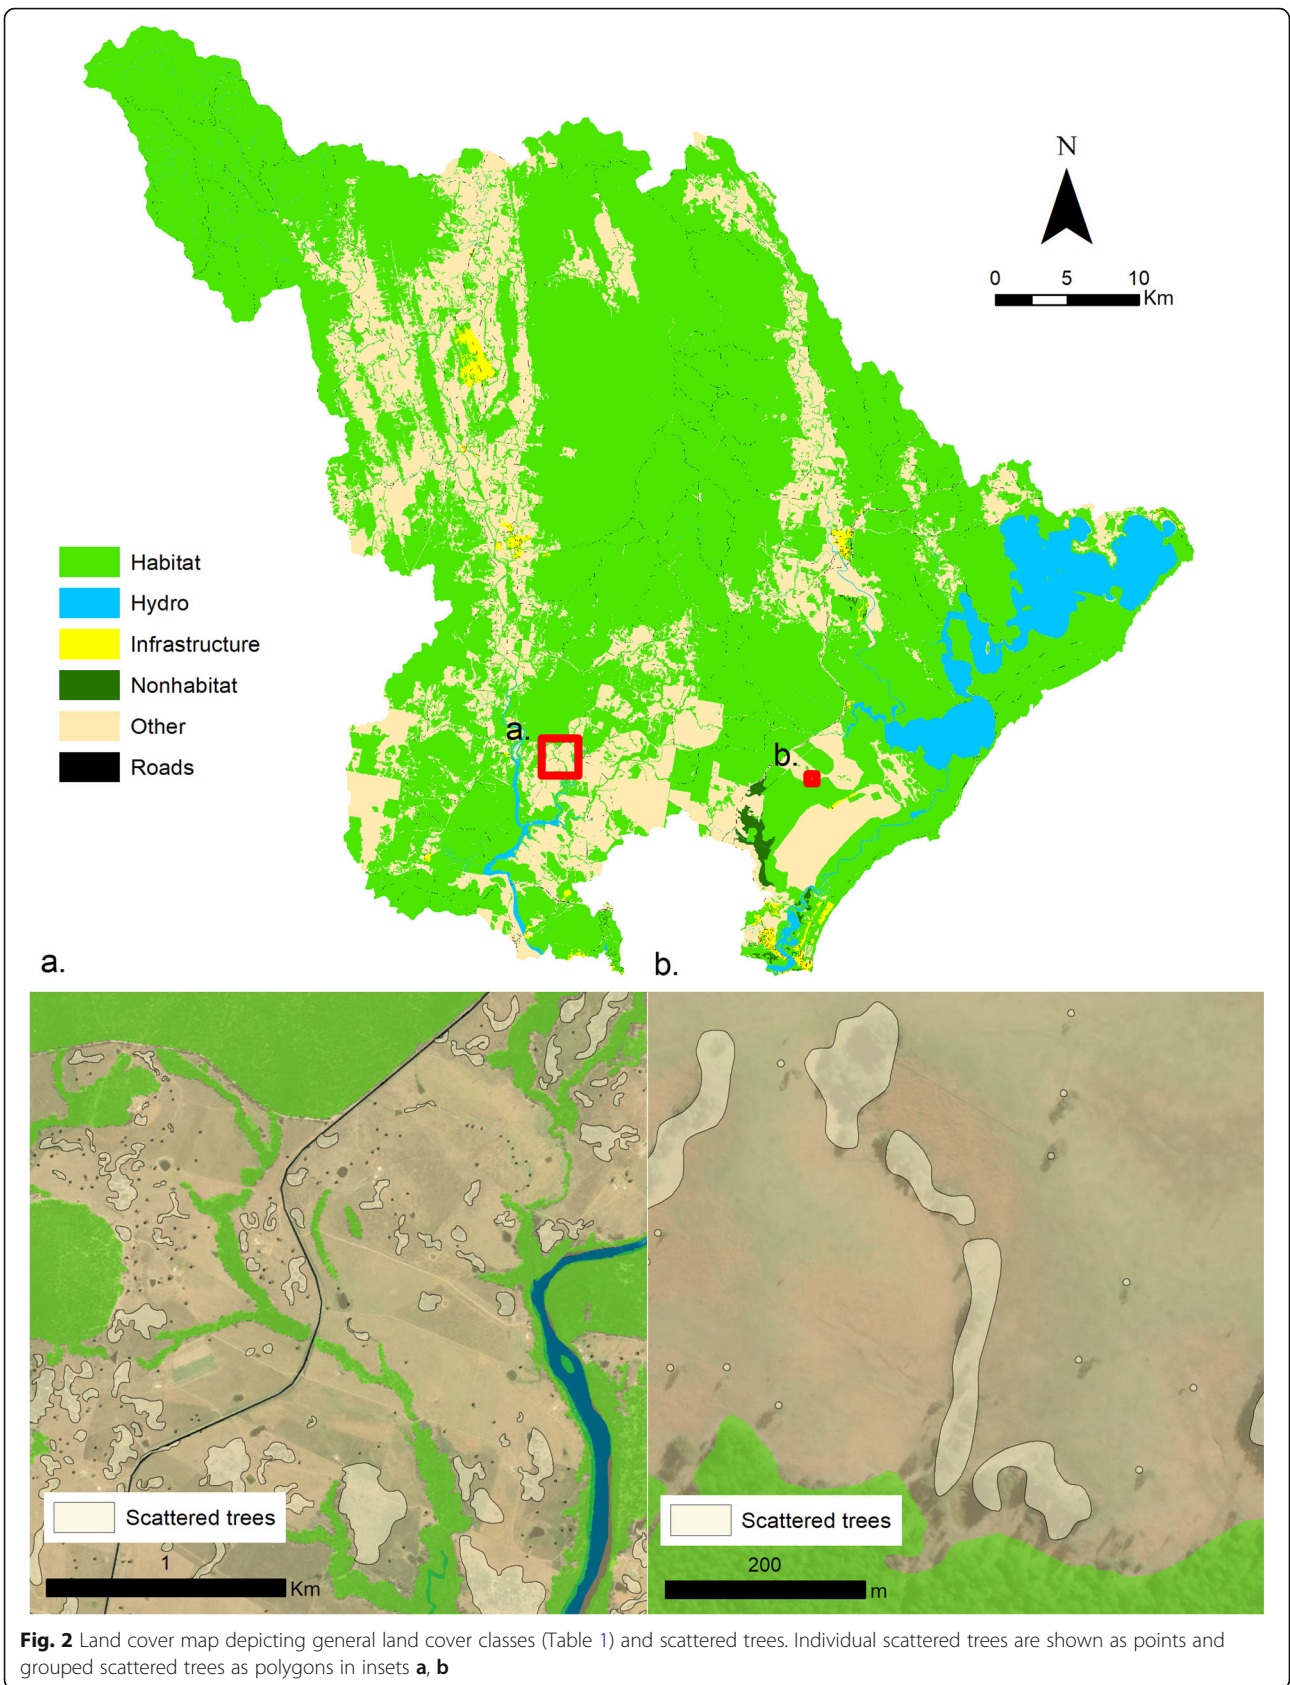 N
0 5 10
Km
Habitat
Hydro
Infrastructure
Nonhabitat
Other
Roads
a.
b.
a.
b.
Scattered trees
1
Km
Scattered trees
200
m
Fig. 2 Land cover map depicting general land cover classes (Table 1) and scattered trees. Individual scattered trees are shown as points and
grouped scattered trees as polygons in insets a, b